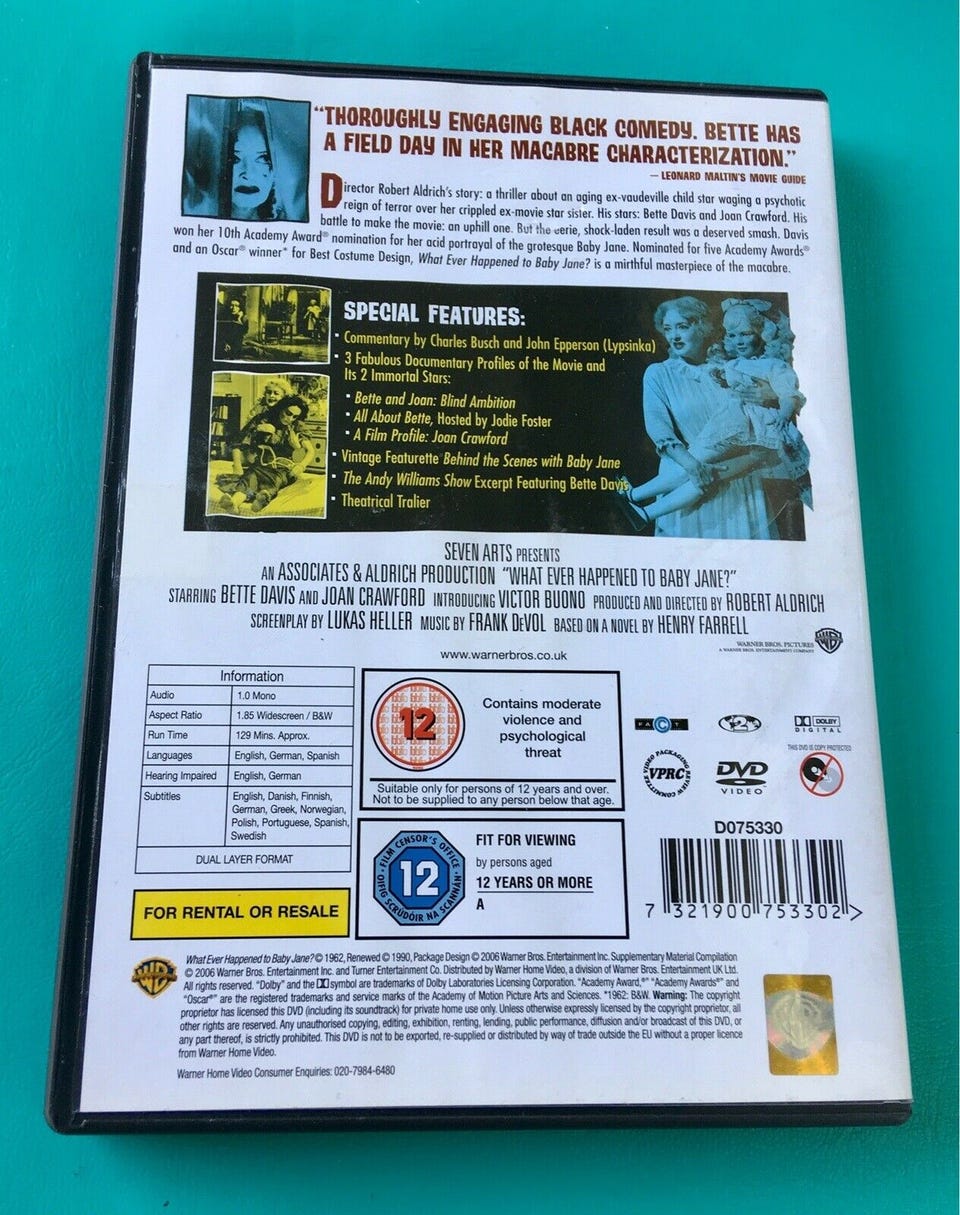 “THOROUGHLY ENGAGING BLACK COMEDY. BETTE HAS
A FIELD DAY IN HER MACABRE CHARACTERIZATION.”
– LEONARD MALTIN'S MOVIE GUIDE
Director Robert Aldrich's story: a thriller about an aging ex-vaudeville child star waging a psychotic
reign of terror over her crippled ex-movie star sister. His stars: Bette Davis and Joan Crawford. His
battle to make the movie: an uphill one. But the eerie, shock-laden result was a deserved smash. Davis
won her 10th Academy Award® nomination for her acid portrayal of the grotesque Baby Jane. Nominated for five Academy Awards®
and an Oscar® winner* for Best Costume Design, What Ever Happened to Baby Jane? is a mirthful masterpiece of the macabre.
SPECIAL FEATURES:
• Commentary by Charles Busch and John Epperson (Lypsinka)
• 3 Fabulous Documentary Profiles of the Movie and
Its 2 Immortal Stars:
• Bette and Joan: Blind Ambition
• All About Bette, Hosted by Jodie Foster
• A Film Profile: Joan Crawford
• Vintage Featurette Behind the Scenes with Baby Jane
• The Andy Williams Show Excerpt Featuring Bette Davis
• Theatrical Tralier
SEVEN ARTS PRESENTS
AN ASSOCIATES & ALDRICH PRODUCTION “WHAT EVER HAPPENED TO BABY JANE?”
STARRING BETTE DAVIS AND JOAN CRAWFORD INTRODUCING VICTOR BUONO PRODUCED AND DIRECTED BY ROBERT ALDRICH
SCREENPLAY BY LUKAS HELLER MUSIC BY FRANK DeVOL BASED ON A NOVEL BY HENRY FARRELL
WARNER BROS. PICTURES
A WARNER BROS. ENTERTAINMENT COMPANY
www.warnerbros.co.uk
Information
Audio 1.0 Mono
Aspect Ratio 1.85 Widescreen / B&W
Run Time 129 Mins. Approx.
Languages English, German, Spanish
Hearing Impaired English, German
Subtitles English, Danish, Finnish,
German, Greek, Norwegian,
Polish, Portuguese, Spanish,
Swedish
DUAL LAYER FORMAT
FOR RENTAL OR RESALE
12
Contains moderate
violence and
psychological
threat
Suitable only for persons of 12 years and over.
Not to be supplied to any person below that age.
FILM CENSOR'S OFFICE
12
OIFIG SCRÚDÓIR NA SCANNÁN
FIT FOR VIEWING
by persons aged
12 YEARS OR MORE
A
FACT
2
DOLBY
DIGITAL
VIDEO PACKAGING REVIEW COMMITTEE
VPRC
DVD
VIDEO
THIS DVD IS COPY PROTECTED
D075330
7 321900 753302 >
What Ever Happened to Baby Jane? © 1962, Renewed © 1990, Package Design © 2006 Warner Bros. Entertainment Inc. Supplementary Material Compilation
© 2006 Warner Bros. Entertainment Inc. and Turner Entertainment Co. Distributed by Warner Home Video, a division of Warner Bros. Entertainment UK Ltd.
All rights reserved. “Dolby” and the DD symbol are trademarks of Dolby Laboratories Licensing Corporation. “Academy Award,®” “Academy Awards®” and
“Oscar®” are the registered trademarks and service marks of the Academy of Motion Picture Arts and Sciences. *1962: B&W. Warning: The copyright
proprietor has licensed this DVD (including its soundtrack) for private home use only. Unless otherwise expressly licensed by the copyright proprietor, all
other rights are reserved. Any unauthorised copying, editing, exhibition, renting, lending, public performance, diffusion and/or broadcast of this DVD, or
any part thereof, is strictly prohibited. This DVD is not to be exported, re-supplied or distributed by way of trade outside the EU without a proper licence
from Warner Home Video.
Warner Home Video Consumer Enquiries: 020-7984-6480